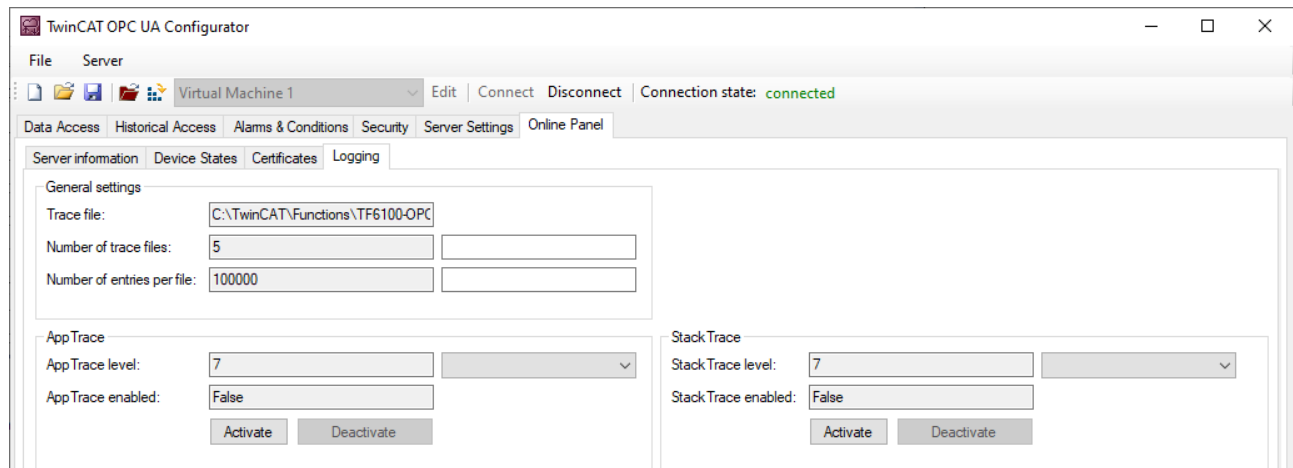 TwinCAT OPC UA Configurator
File Server
Virtual Machine 1 Edit Connect Disconnect Connection state: connected
Data Access Historical Access Alarms & Conditions Security Server Settings Online Panel
Server information Device States Certificates Logging
General settings
Trace file: C:\TwinCAT\Functions\TF6100-OPC
Number of trace files: 5
Number of entries per file: 100000
AppTrace
AppTrace level: 7
AppTrace enabled: False
Activate Deactivate
StackTrace
StackTrace level: 7
StackTrace enabled: False
Activate Deactivate